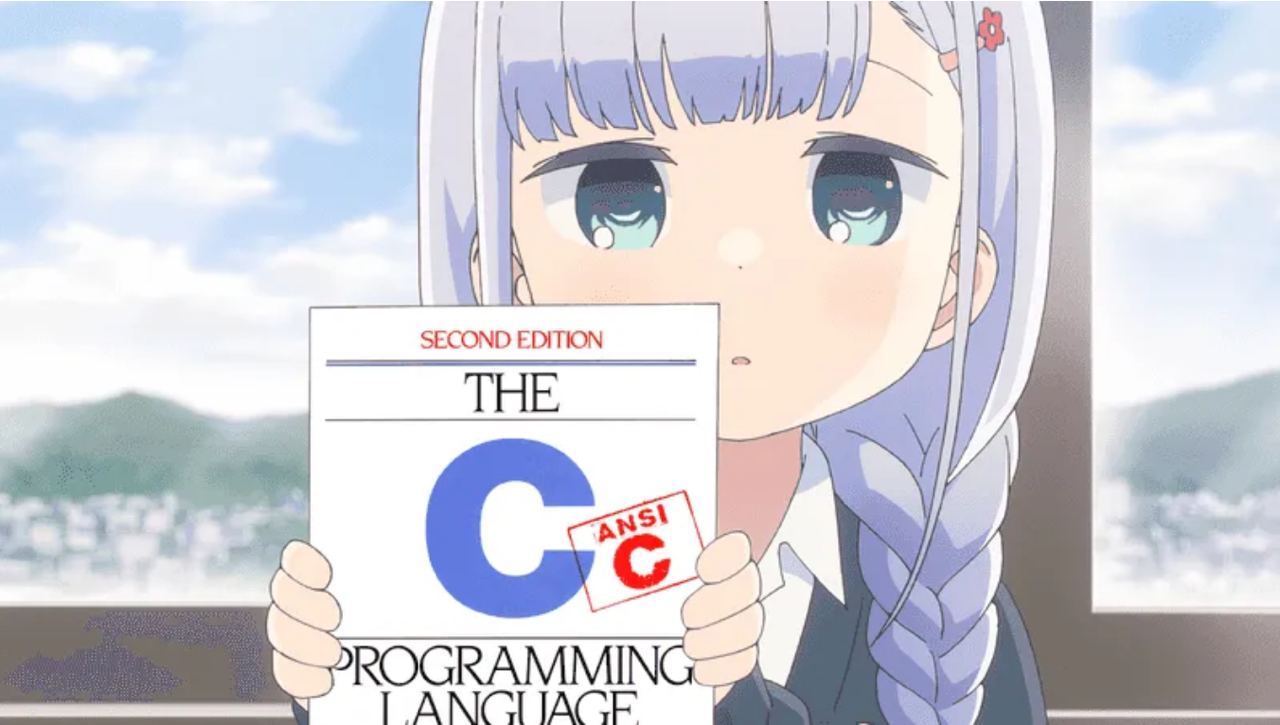 SECOND EDITION
THE
C
ANSI
C
PROGRAMMING
LANGUAGE